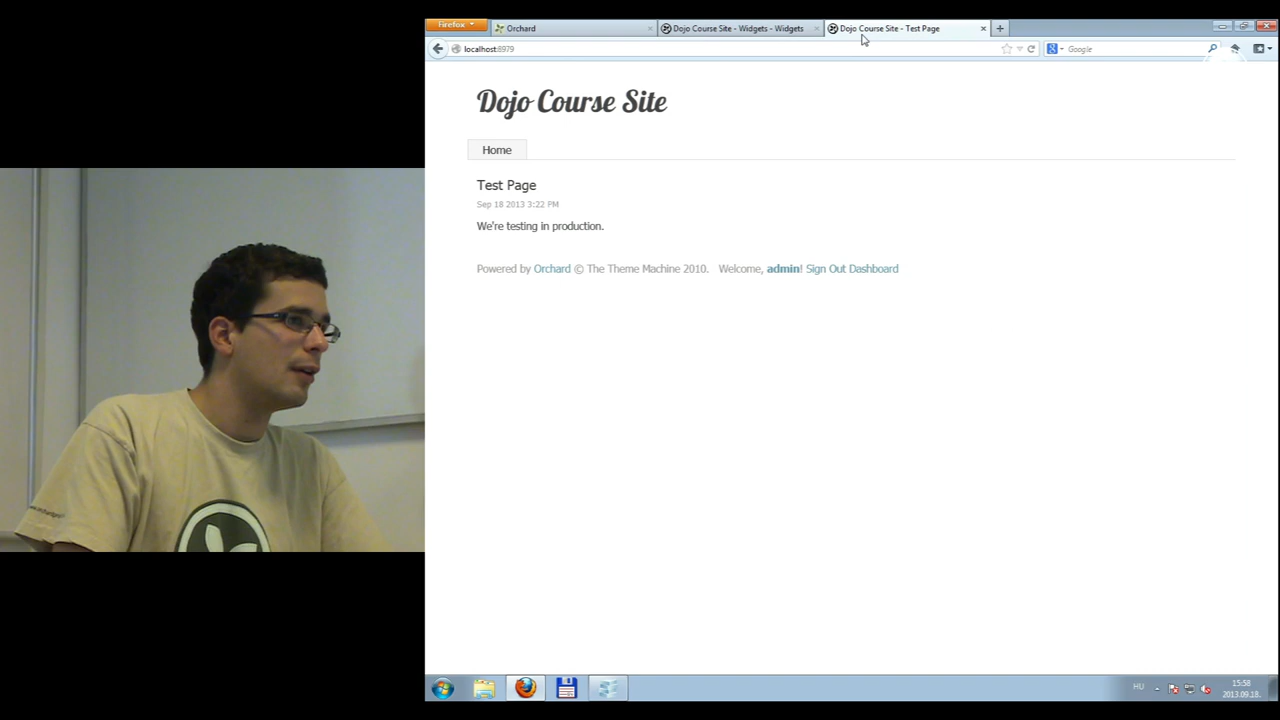 Firefox
Orchard
Dojo Course Site - Widgets - Widgets
Dojo Course Site - Test Page
localhost:8979
Google
Dojo Course Site
Home
Test Page
Sep 18 2013 3:22 PM
We're testing in production.
Powered by Orchard © The Theme Machine 2010. Welcome, admin! Sign Out Dashboard
HU
15:58
2013.09.18.